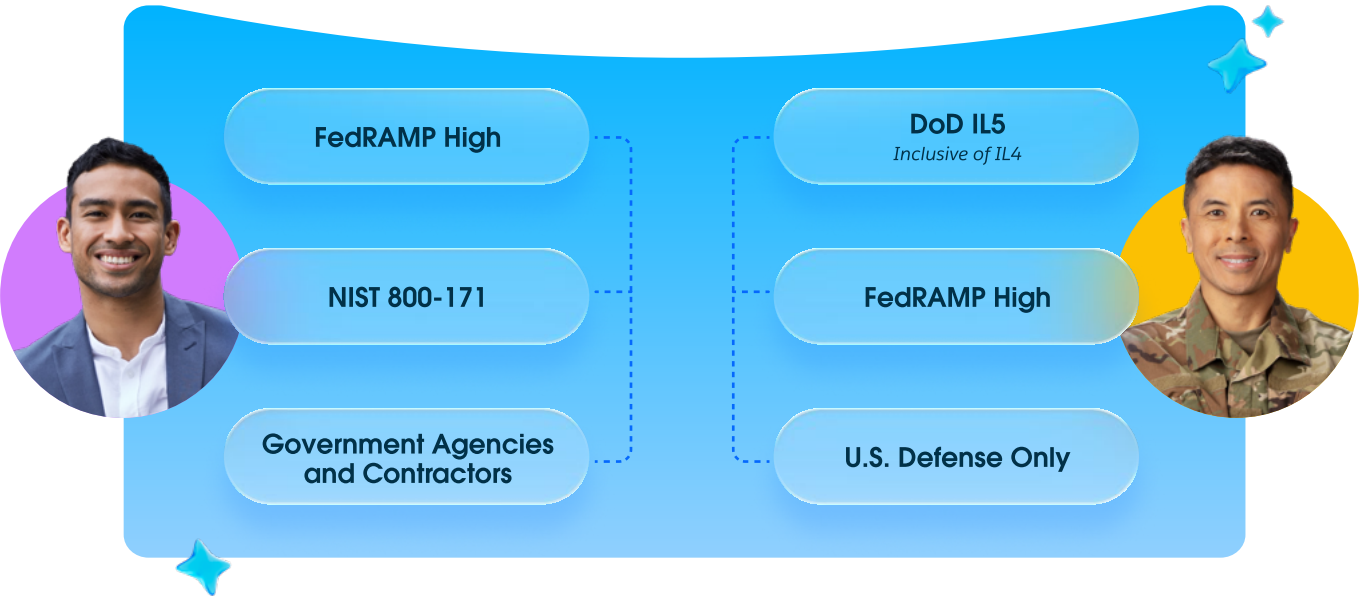 FedRAMP High
NIST 800-171
Government Agencies
and Contractors
DoD IL5
Inclusive of IL4
FedRAMP High
U.S. Defense Only